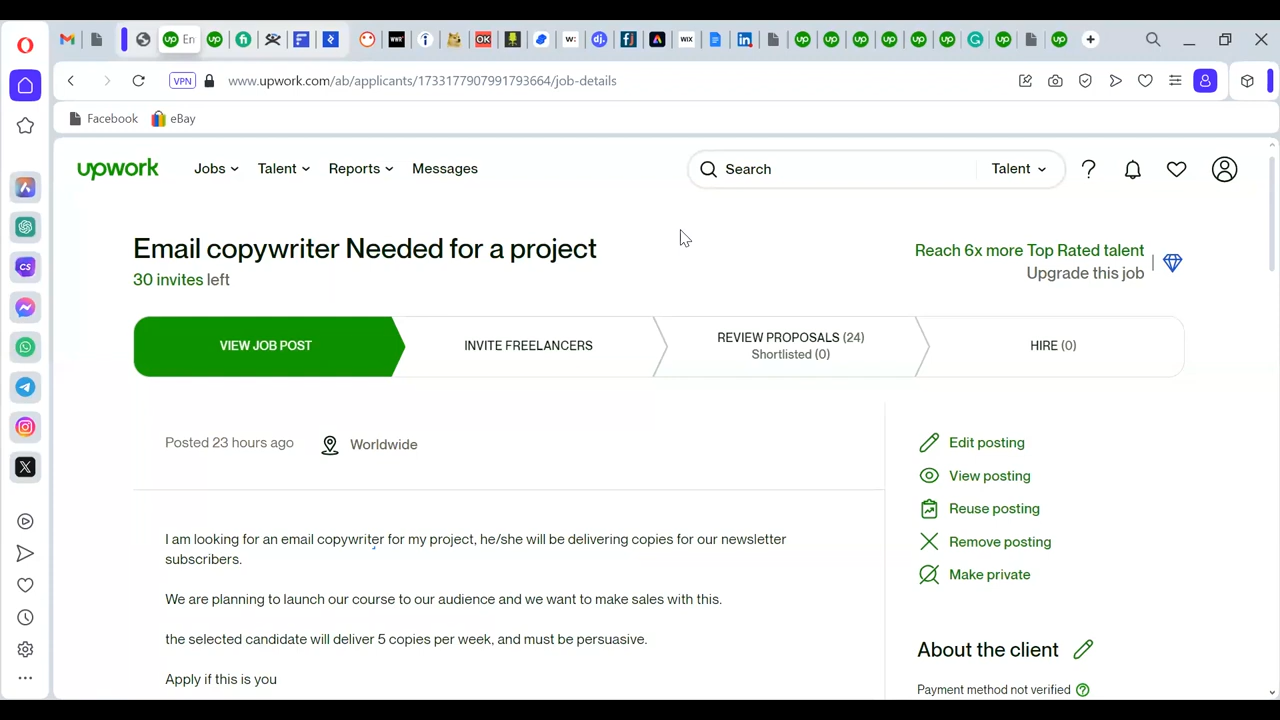 En
OK
w:
dj
WIX
in
VPN
www.upwork.com/ab/applicants/1733177907991793664/job-details
Facebook
eBay
upwork
Jobs
Talent
Reports
Messages
Search
Talent
Email copywriter Needed for a project
30 invites left
Reach 6x more Top Rated talent
Upgrade this job
VIEW JOB POST
INVITE FREELANCERS
REVIEW PROPOSALS (24)
Shortlisted (0)
HIRE (0)
Posted 23 hours ago
Worldwide
I am looking for an email copywriter for my project, he/she will be delivering copies for our newsletter
subscribers.
We are planning to launch our course to our audience and we want to make sales with this.
the selected candidate will deliver 5 copies per week, and must be persuasive.
Apply if this is you
Edit posting
View posting
Reuse posting
Remove posting
Make private
About the client
Payment method not verified